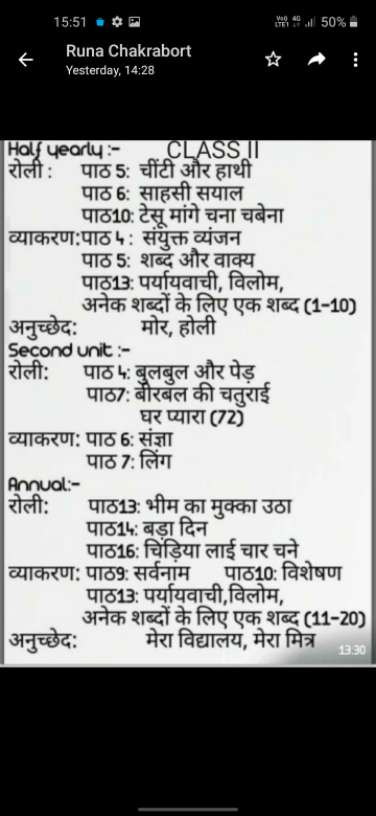 15:51 50%
Runa Chakrabort
Yesterday, 14:28
Half yearly :- CLASS II
रोली : पाठ 5: चींटी और हाथी
पाठ 6: साहसी सयाल
पाठ10: टेसू मांगे चना चबेना
व्याकरण:पाठ 4 : संयुक्त व्यंजन
पाठ 5: शब्द और वाक्य
पाठ13: पर्यायवाची, विलोम,
अनेक शब्दों के लिए एक शब्द (1-10)
अनुच्छेद: मोर, होली
Second unit :-
रोली: पाठ 4: बुलबुल और पेड़
पाठ7: बीरबल की चतुराई
घर प्यारा (72)
व्याकरण: पाठ 6: संज्ञा
पाठ 7: लिंग
Annual:-
रोली: पाठ13: भीम का मुक्का उठा
पाठ14: बड़ा दिन
पाठ16: चिड़िया लाई चार चने
व्याकरण: पाठ9: सर्वनाम पाठ10: विशेषण
पाठ13: पर्यायवाची,विलोम,
अनेक शब्दों के लिए एक शब्द (11-20)
अनुच्छेद: मेरा विद्यालय, मेरा मित्र 13:30